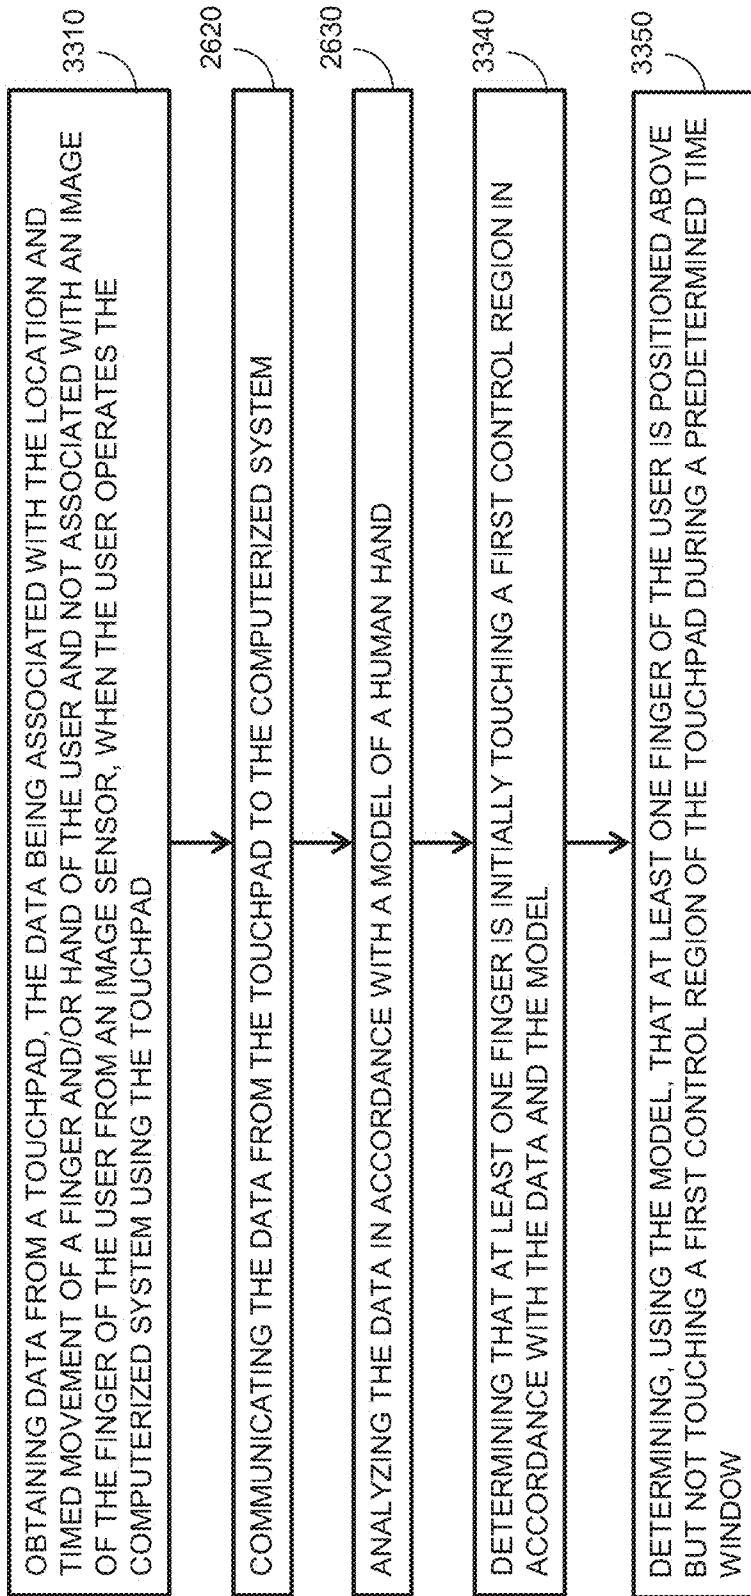 OBTAINING DATA FROM A TOUCHPAD, THE DATA BEING ASSOCIATED WITH THE LOCATION AND
TIMED MOVEMENT OF A FINGER AND/OR HAND OF THE USER AND NOT ASSOCIATED WITH AN IMAGE
OF THE FINGER OF THE USER FROM AN IMAGE SENSOR, WHEN THE USER OPERATES THE
COMPUTERIZED SYSTEM USING THE TOUCHPAD
3310
COMMUNICATING THE DATA FROM THE TOUCHPAD TO THE COMPUTERIZED SYSTEM
2620
ANALYZING THE DATA IN ACCORDANCE WITH A MODEL OF A HUMAN HAND
2630
DETERMINING THAT AT LEAST ONE FINGER IS INITIALLY TOUCHING A FIRST CONTROL REGION IN
ACCORDANCE WITH THE DATA AND THE MODEL
3340
DETERMINING, USING THE MODEL, THAT AT LEAST ONE FINGER OF THE USER IS POSITIONED ABOVE
BUT NOT TOUCHING A FIRST CONTROL REGION OF THE TOUCHPAD DURING A PREDETERMINED TIME
WINDOW
3350